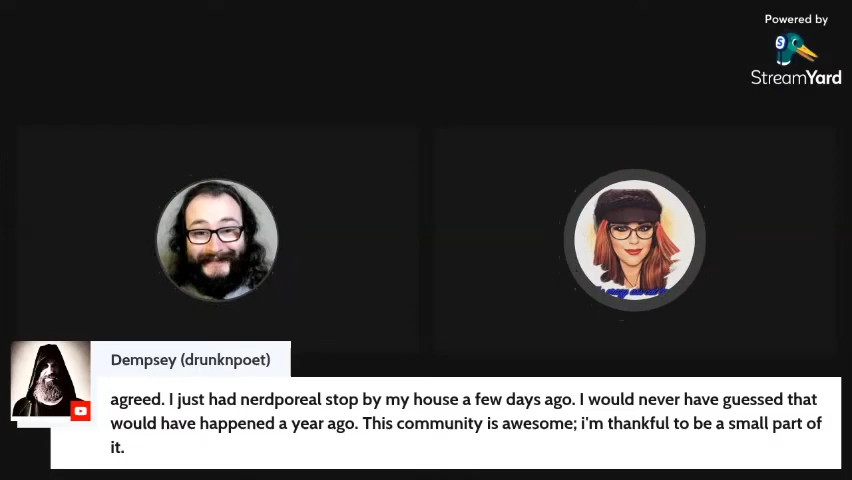 Powered by
StreamYard
Dempsey (drunknpoet)
agreed. I just had nerdporeal stop by my house a few days ago. I would never have guessed that
would have happened a year ago. This community is awesome; i'm thankful to be a small part of
it.